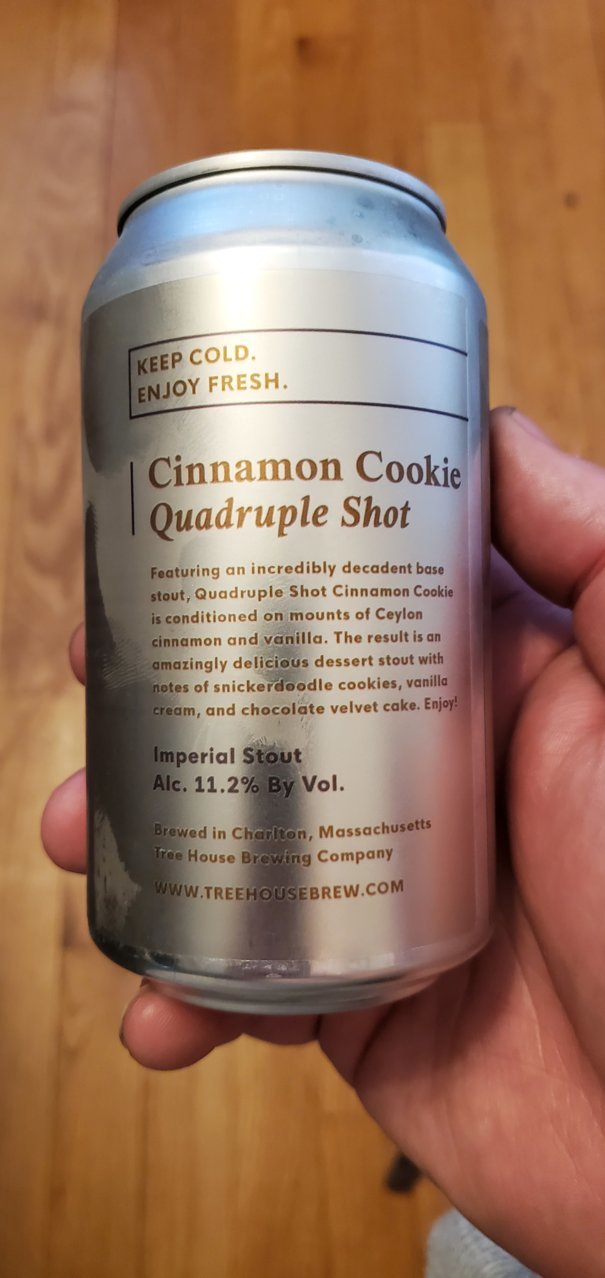 KEEP COLD.
ENJOY FRESH.
Cinnamon Cookie
Quadruple Shot
Featuring an incredibly decadent base
stout, Quadruple Shot Cinnamon Cookie
is conditioned on mounts of Ceylon
cinnamon and vanilla. The result is an
amazingly delicious dessert stout with
notes of snickerdoodle cookies, vanilla
cream, and chocolate velvet cake. Enjoy!
Imperial Stout
Alc. 11.2% By Vol.
Brewed in Charlton, Massachusetts
Tree House Brewing Company
WWW.TREEHOUSEBREW.COM